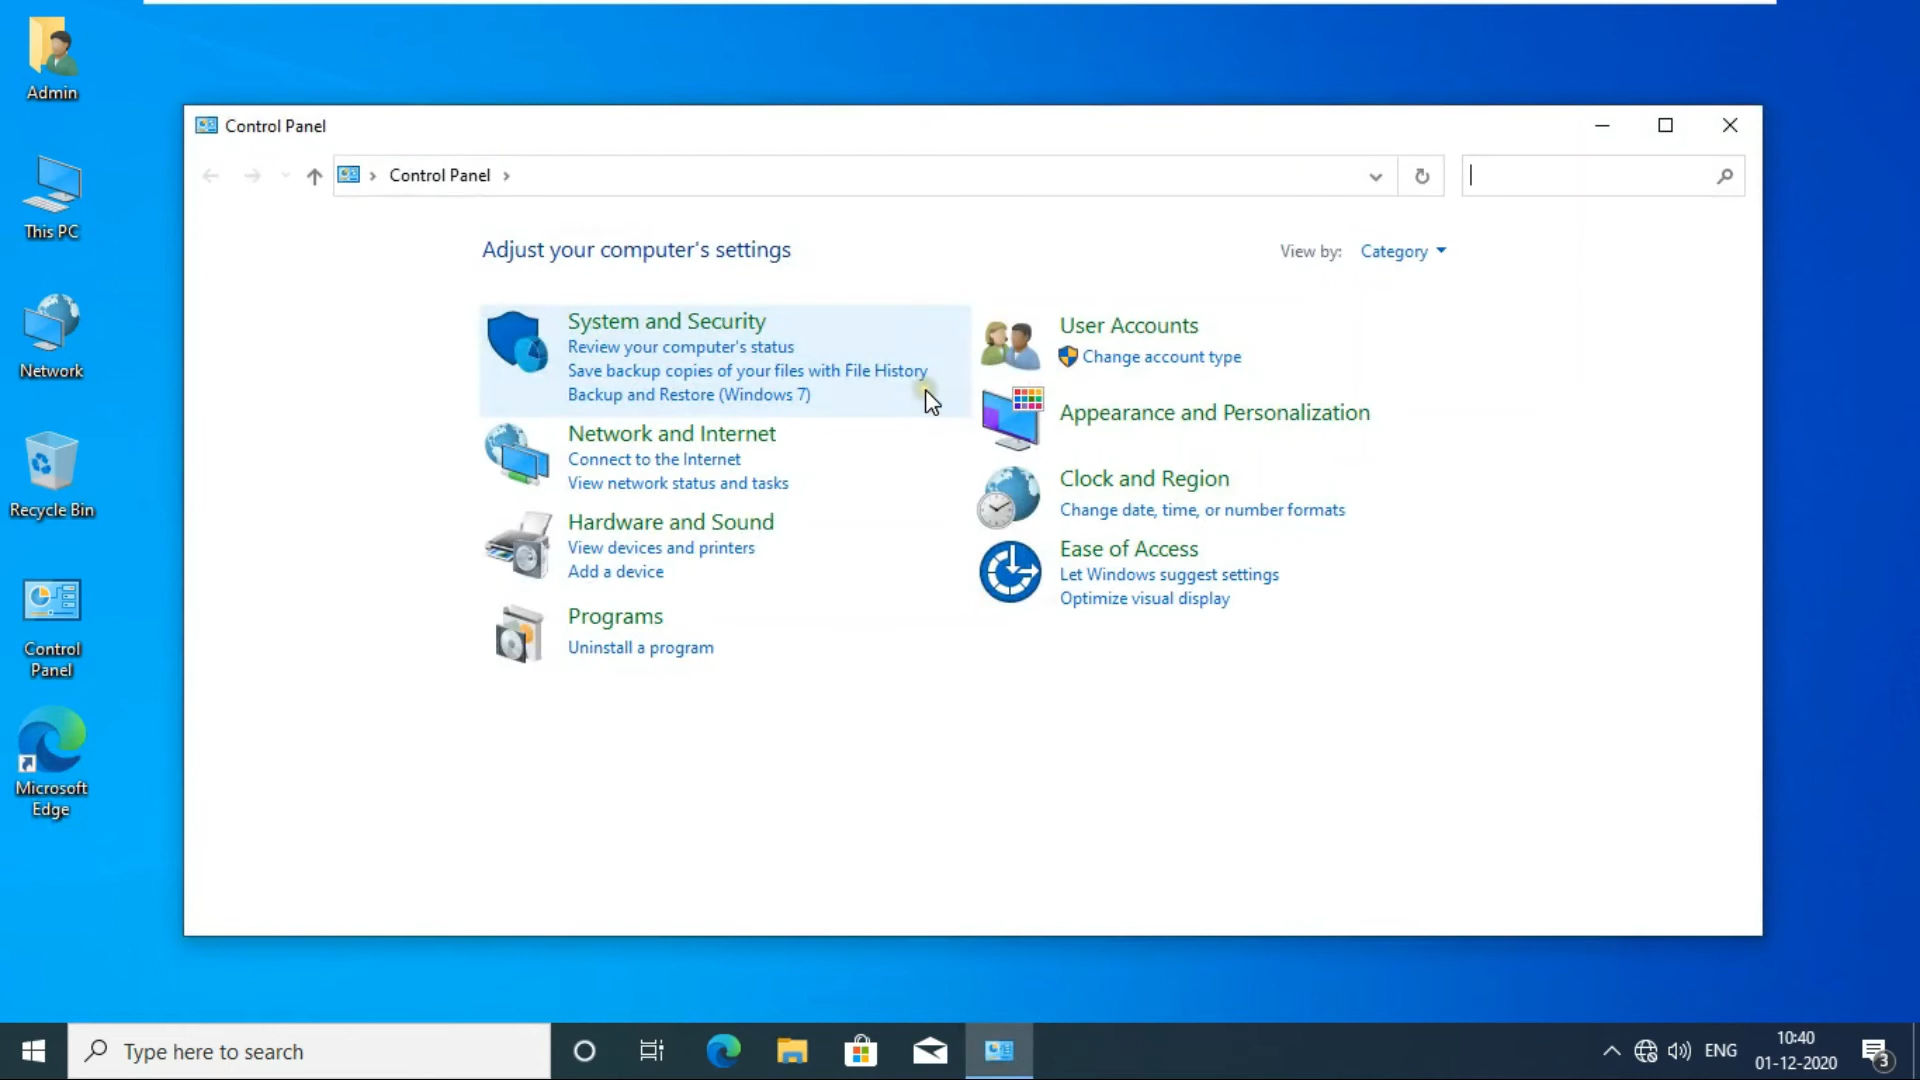 Admin
This PC
Network
Recycle Bin
Control
Panel
Microsoft
Edge
Control Panel
Control Panel
Adjust your computer's settings
View by: Category
System and Security
Review your computer's status
Save backup copies of your files with File History
Backup and Restore (Windows 7)
Network and Internet
Connect to the Internet
View network status and tasks
Hardware and Sound
View devices and printers
Add a device
Programs
Uninstall a program
User Accounts
Change account type
Appearance and Personalization
Clock and Region
Change date, time, or number formats
Ease of Access
Let Windows suggest settings
Optimize visual display
Type here to search
ENG
10:40
01-12-2020
3